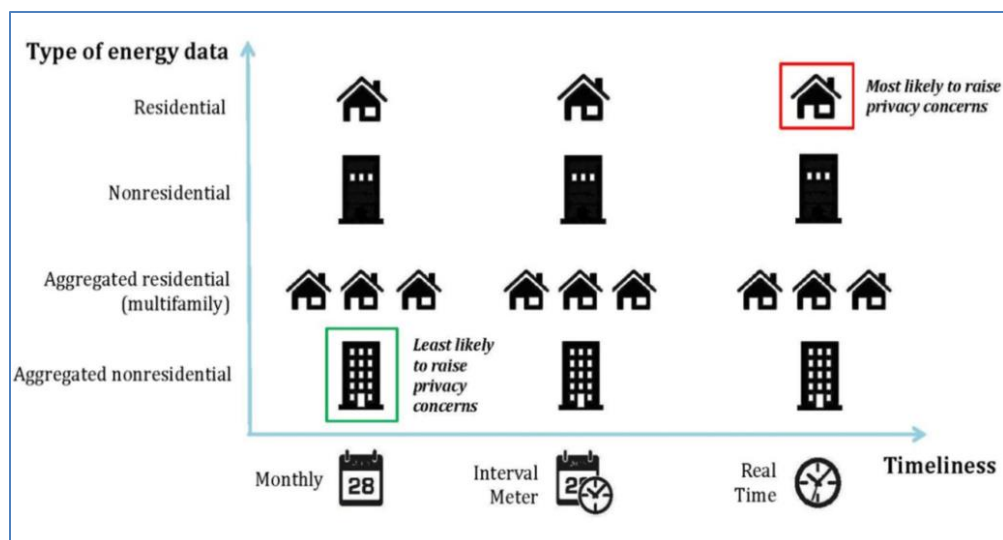 Type of energy data
Residential
Most likely to raise
privacy concerns
Nonresidential
Aggregated residential
(multifamily)
Aggregated nonresidential
Least likely
to raise
privacy
concerns
Monthly
28
Interval
Meter
Real
Time
Timeliness